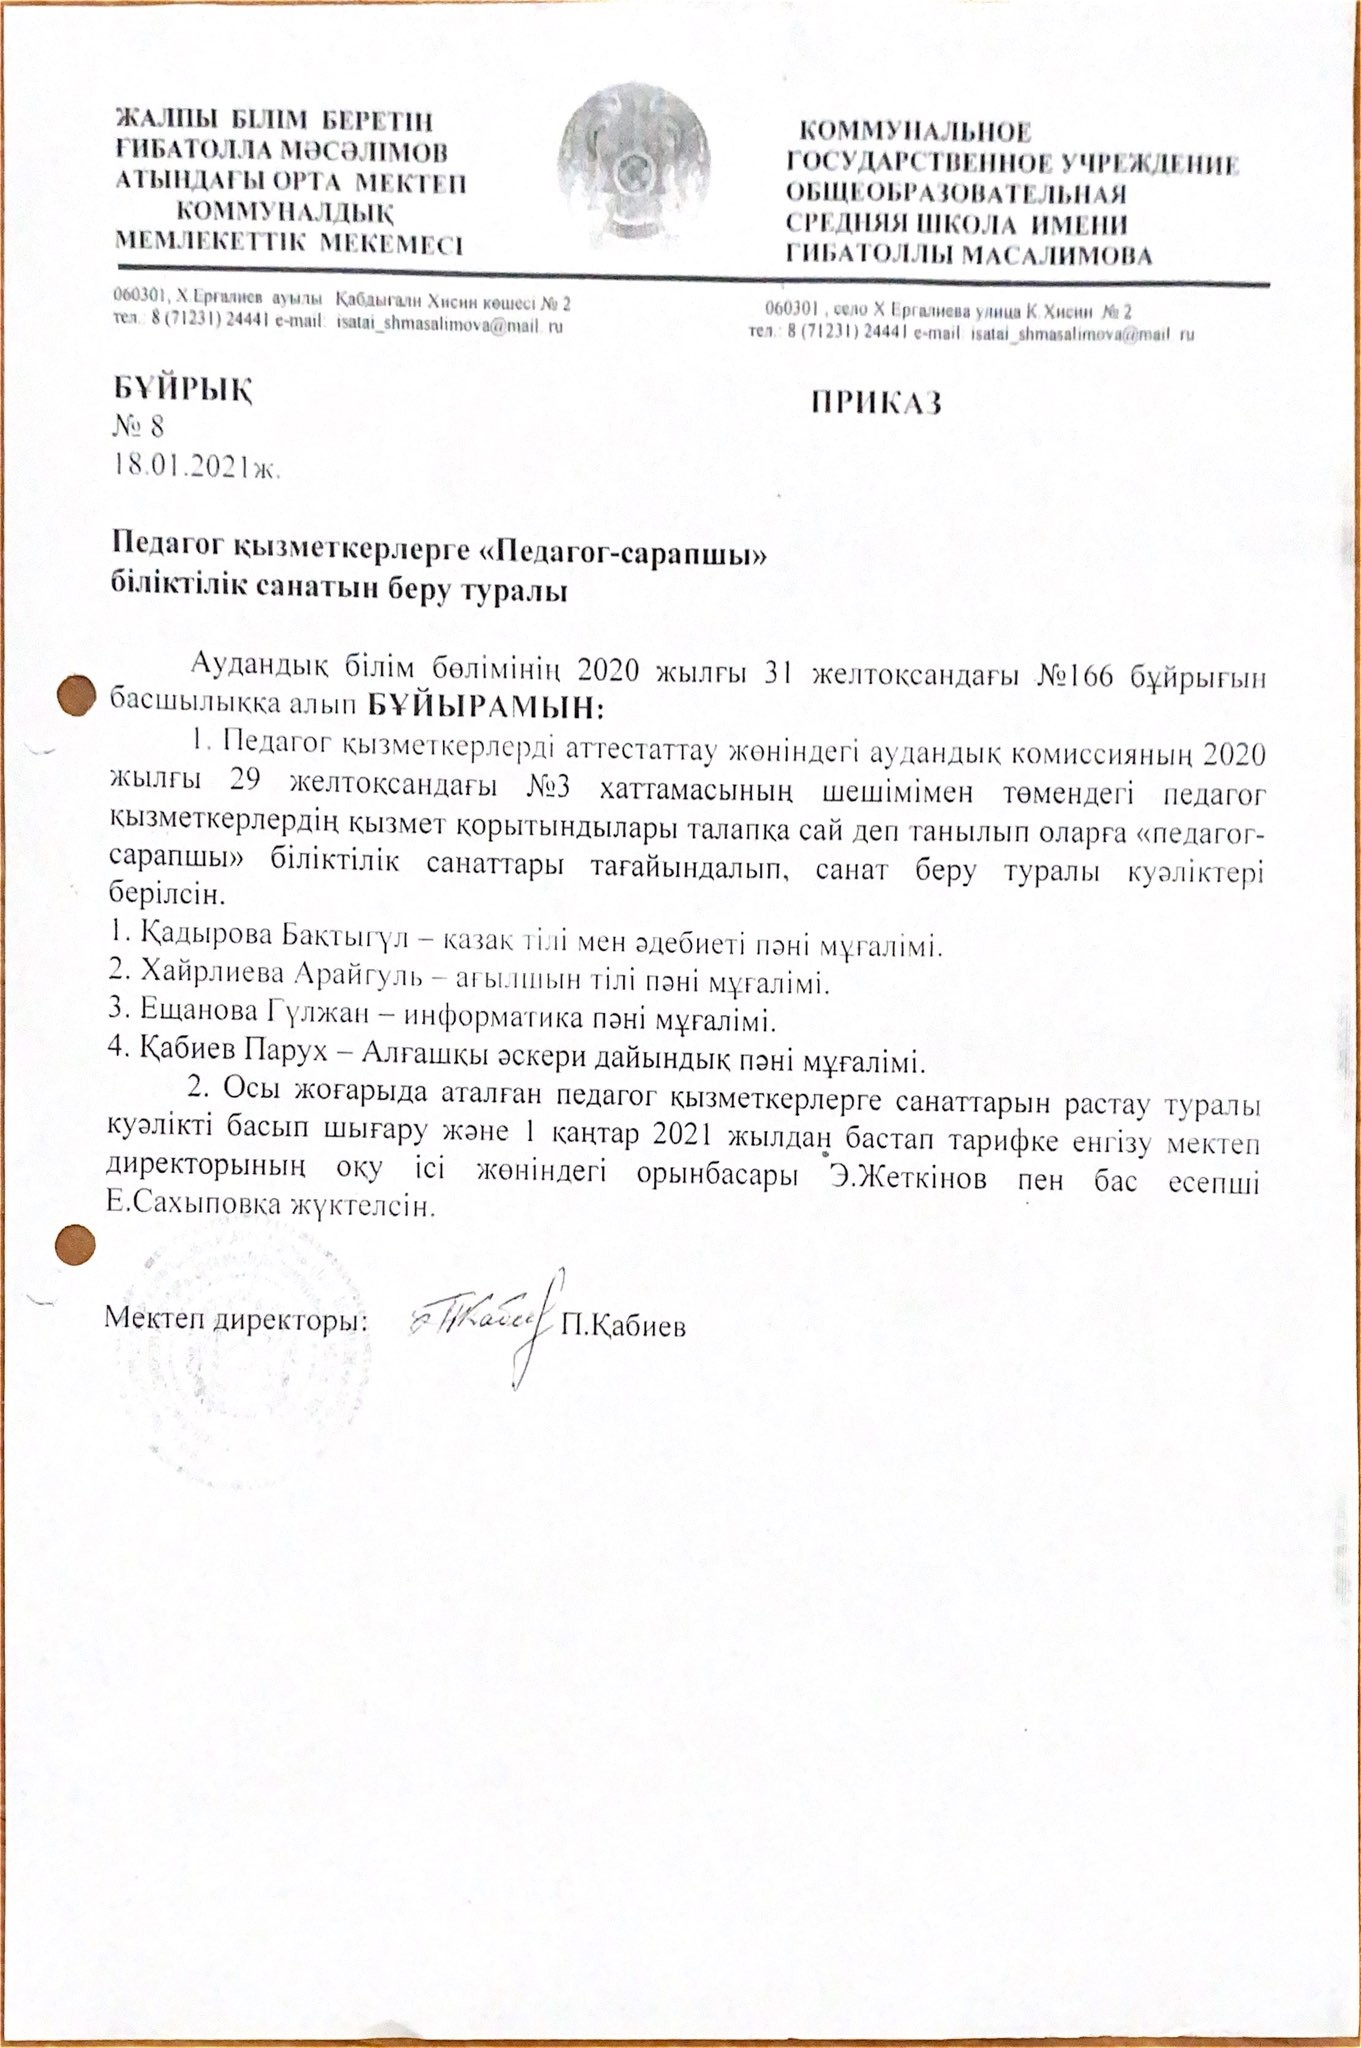 ЖАЛПЫ БІЛІМ БЕРЕТІН
ҒИБАТОЛЛА МӘСӘЛІМОВ
АТЫНДАҒЫ ОРТА МЕКТЕП
КОММУНАЛДЫҚ
МЕМЛЕКЕТТІК МЕКЕМЕСІ
060301, Х.Ерғалиев ауылы Қабдығали Хисин көшесі № 2
тел.: 8 (71231) 24441 e-mail: isatai_shmasalimova@mail. ru
КОММУНАЛЬНОЕ
ГОСУДАРСТВЕННОЕ УЧРЕЖДЕНИЕ
ОБЩЕОБРАЗОВАТЕЛЬНАЯ
СРЕДНЯЯ ШКОЛА ИМЕНИ
ГИБАТОЛЛЫ МАСАЛИМОВА
060301 , село Х Ергалиева улица К. Хисин № 2
тел.: 8 (71231) 24441 e-mail: isatai_shmasalimova@mail. ru
БҰЙРЫҚ
ПРИКАЗ
№ 8
18.01.2021ж.
Педагог қызметкерлерге «Педагог-сарапшы»
біліктілік санатын беру туралы
Аудандық білім бөлімінің 2020 жылғы 31 желтоқсандағы №166 бұйрығын
басшылыққа алып БҰЙЫРАМЫН:
1. Педагог қызметкерлерді аттестаттау жөніндегі аудандық комиссияның 2020
жылғы 29 желтоқсандағы №3 хаттамасының шешімімен төмендегі педагог
қызметкерлердің қызмет қорытындылары талапқа сай деп танылып оларға «педагог-
сарапшы» біліктілік санаттары тағайындалып, санат беру туралы куәліктері
берілсін.
1. Қадырова Бақтыгүл – қазақ тілі мен әдебиеті пәні мұғалімі.
2. Хайрлиева Арайгуль – ағылшын тілі пәні мұғалімі.
3. Ещанова Гүлжан – информатика пәні мұғалімі.
4. Қабиев Парух – Алғашқы әскери дайындық пәні мұғалімі.
2. Осы жоғарыда аталған педагог қызметкерлерге санаттарын растау туралы
куәлікті басып шығару және 1 қаңтар 2021 жылдан бастап тарифке енгізу мектеп
директорының оқу ісі жөніндегі орынбасары Э.Жеткінов пен бас есепші
Е.Сахыповқа жүктелсін.
Мектеп директоры: П.Қабиев